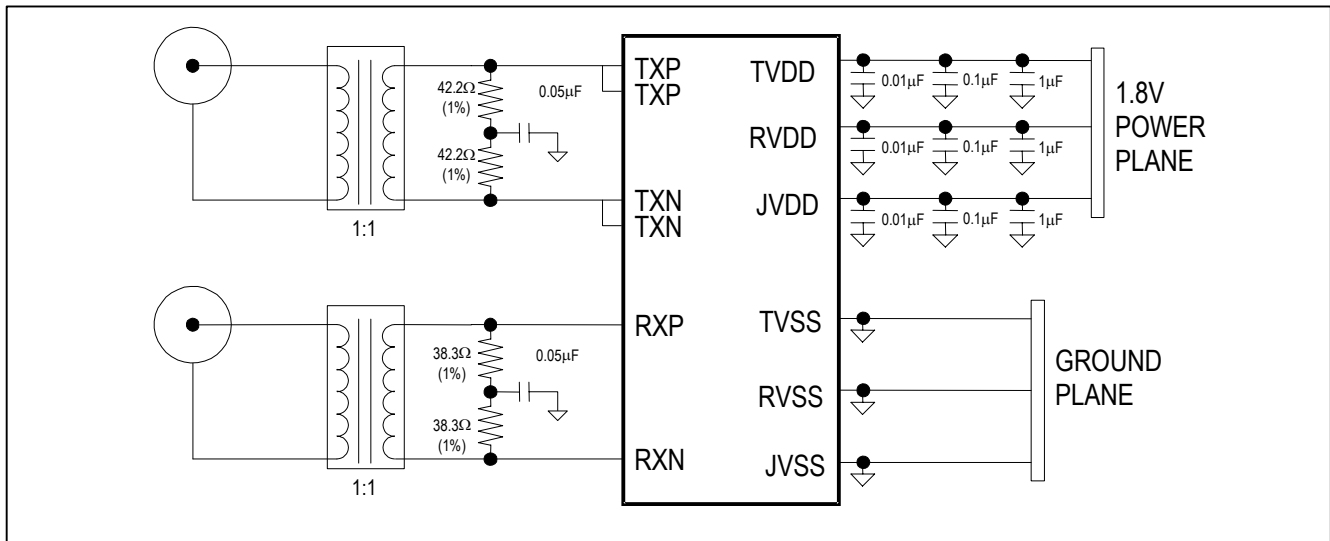 42.2Ω
(1%)
0.05µF
42.2Ω
(1%)
1:1
38.3Ω
(1%)
0.05µF
38.3Ω
(1%)
1:1
TXP
TXP
TXN
TXN
RXP
RXN
TVDD
RVDD
JVDD
TVSS
RVSS
JVSS
0.01µF
0.1µF
1µF
0.01µF
0.1µF
1µF
0.01µF
0.1µF
1µF
1.8V
POWER
PLANE
GROUND
PLANE